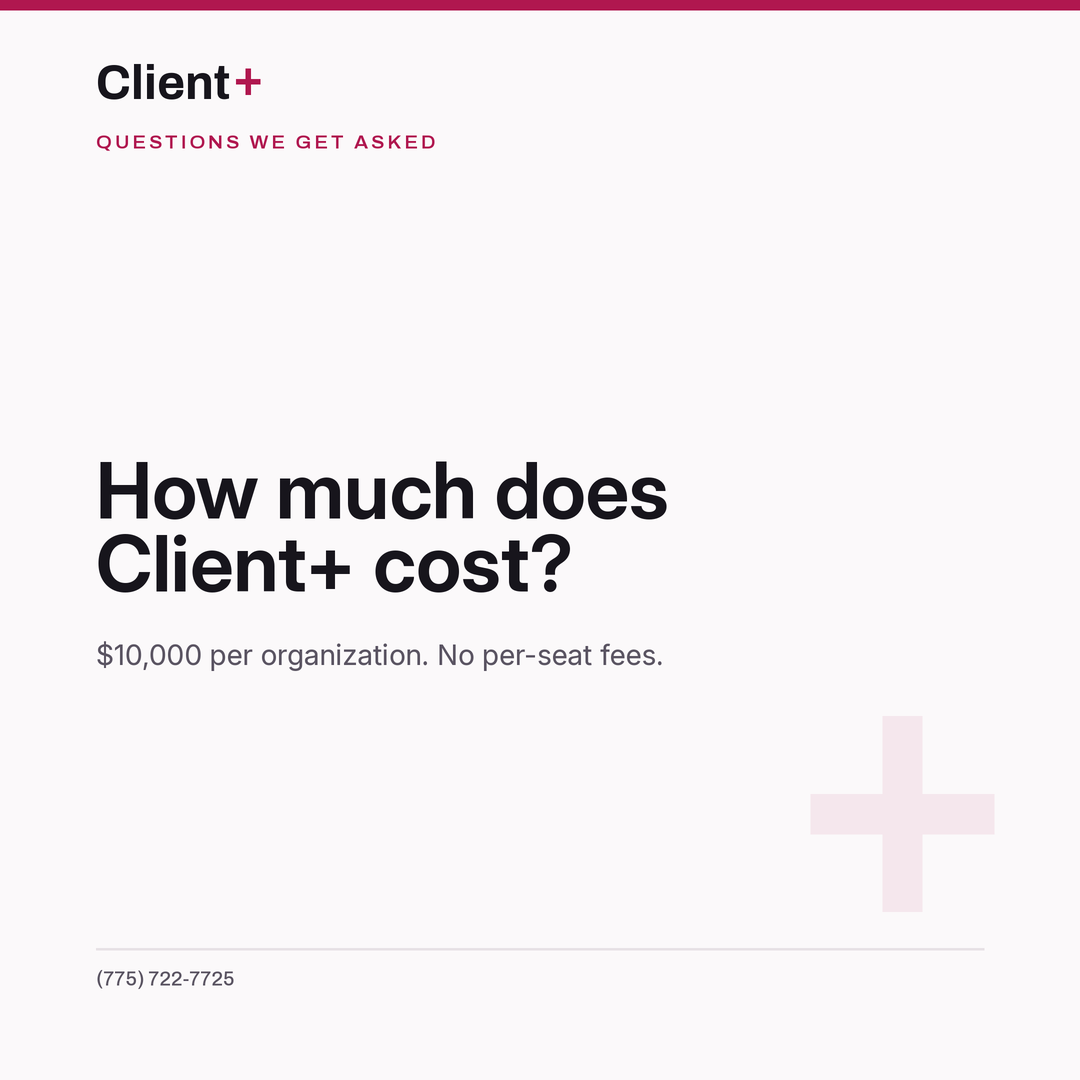 Client+
QUESTIONS WE GET ASKED
How much does
Client+ cost?
$10,000 per organization. No per-seat fees.
(775) 722-7725